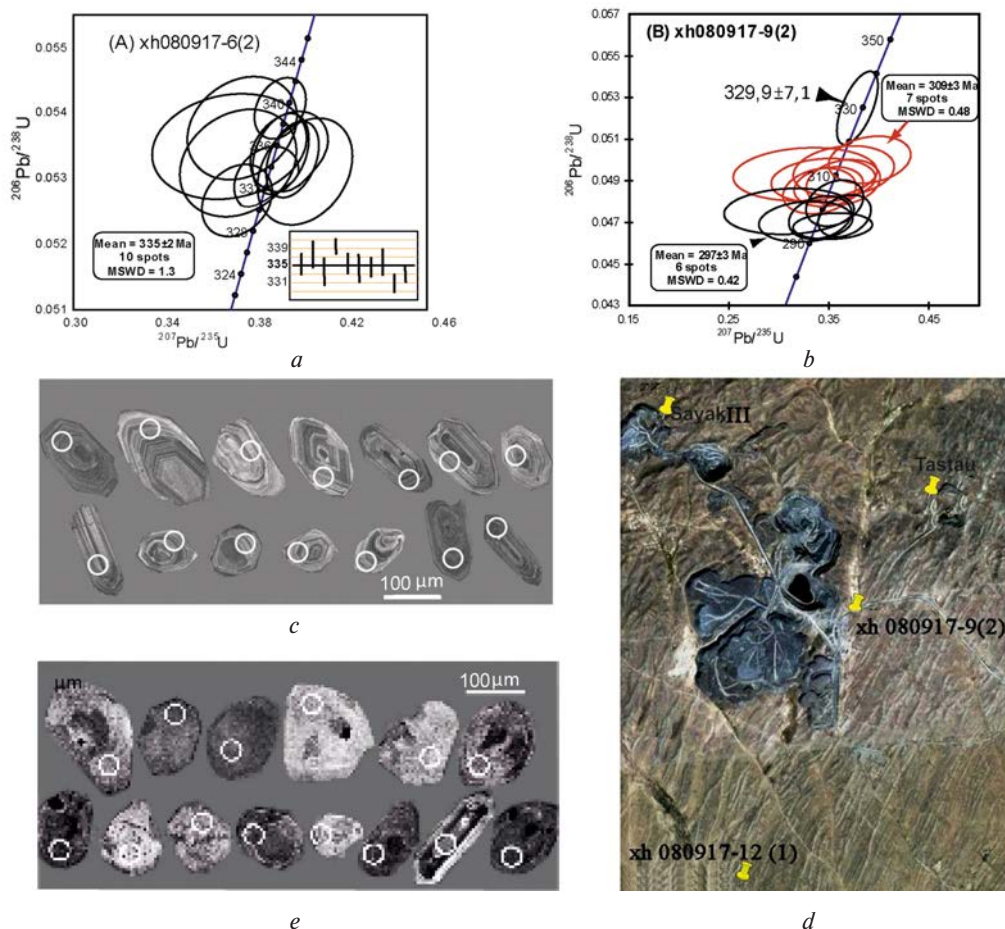 (A) xh080917-6(2)
0.055
0.054
0.053
0.052
0.051
344
340
336
332
328
324
206Pb/238U
Mean = 335±2 Ma
10 spots
MSWD = 1.3
339
335
331
0.30
0.34
0.38
0.42
0.46
207Pb/235U
a
(B) xh080917-9(2)
0.057
0.055
0.053
0.051
0.049
0.047
0.045
0.043
350
330
310
290
206Pb/238U
329,9±7,1
Mean = 309±3 Ma
7 spots
MSWD = 0.48
Mean = 297±3 Ma
6 spots
MSWD = 0.42
0.15
0.25
0.35
0.45
207Pb/235U
b
100 µm
c
SayakIII
Tastau
xh 080917-9(2)
xh 080917-12 (1)
d
µm
100µm
e